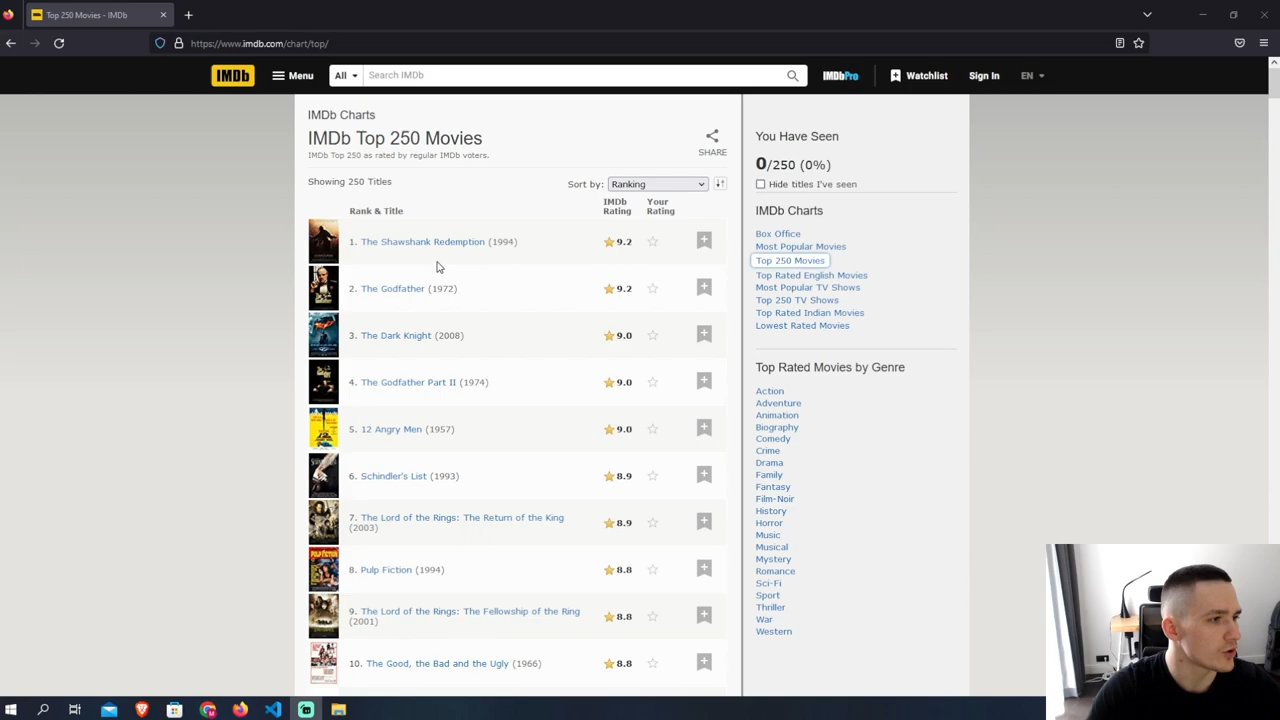 Top 250 Movies - IMDb
https://www.imdb.com/chart/top/
IMDb
Menu
All
Search IMDb
IMDbPro
Watchlist
Sign In
EN
IMDb Charts
IMDb Top 250 Movies
IMDb Top 250 as rated by regular IMDb voters.
SHARE
Showing 250 Titles
Sort by:
Ranking
Rank & Title
IMDb
Rating
Your
Rating
1. The Shawshank Redemption (1994)
9.2
2. The Godfather (1972)
9.2
3. The Dark Knight (2008)
9.0
4. The Godfather Part II (1974)
9.0
5. 12 Angry Men (1957)
9.0
6. Schindler's List (1993)
8.9
7. The Lord of the Rings: The Return of the King
(2003)
8.9
8. Pulp Fiction (1994)
8.8
9. The Lord of the Rings: The Fellowship of the Ring
(2001)
8.8
10. The Good, the Bad and the Ugly (1966)
8.8
You Have Seen
0/250 (0%)
Hide titles I've seen
IMDb Charts
Box Office
Most Popular Movies
Top 250 Movies
Top Rated English Movies
Most Popular TV Shows
Top 250 TV Shows
Top Rated Indian Movies
Lowest Rated Movies
Top Rated Movies by Genre
Action
Adventure
Animation
Biography
Comedy
Crime
Drama
Family
Fantasy
Film-Noir
History
Horror
Music
Musical
Mystery
Romance
Sci-Fi
Sport
Thriller
War
Western